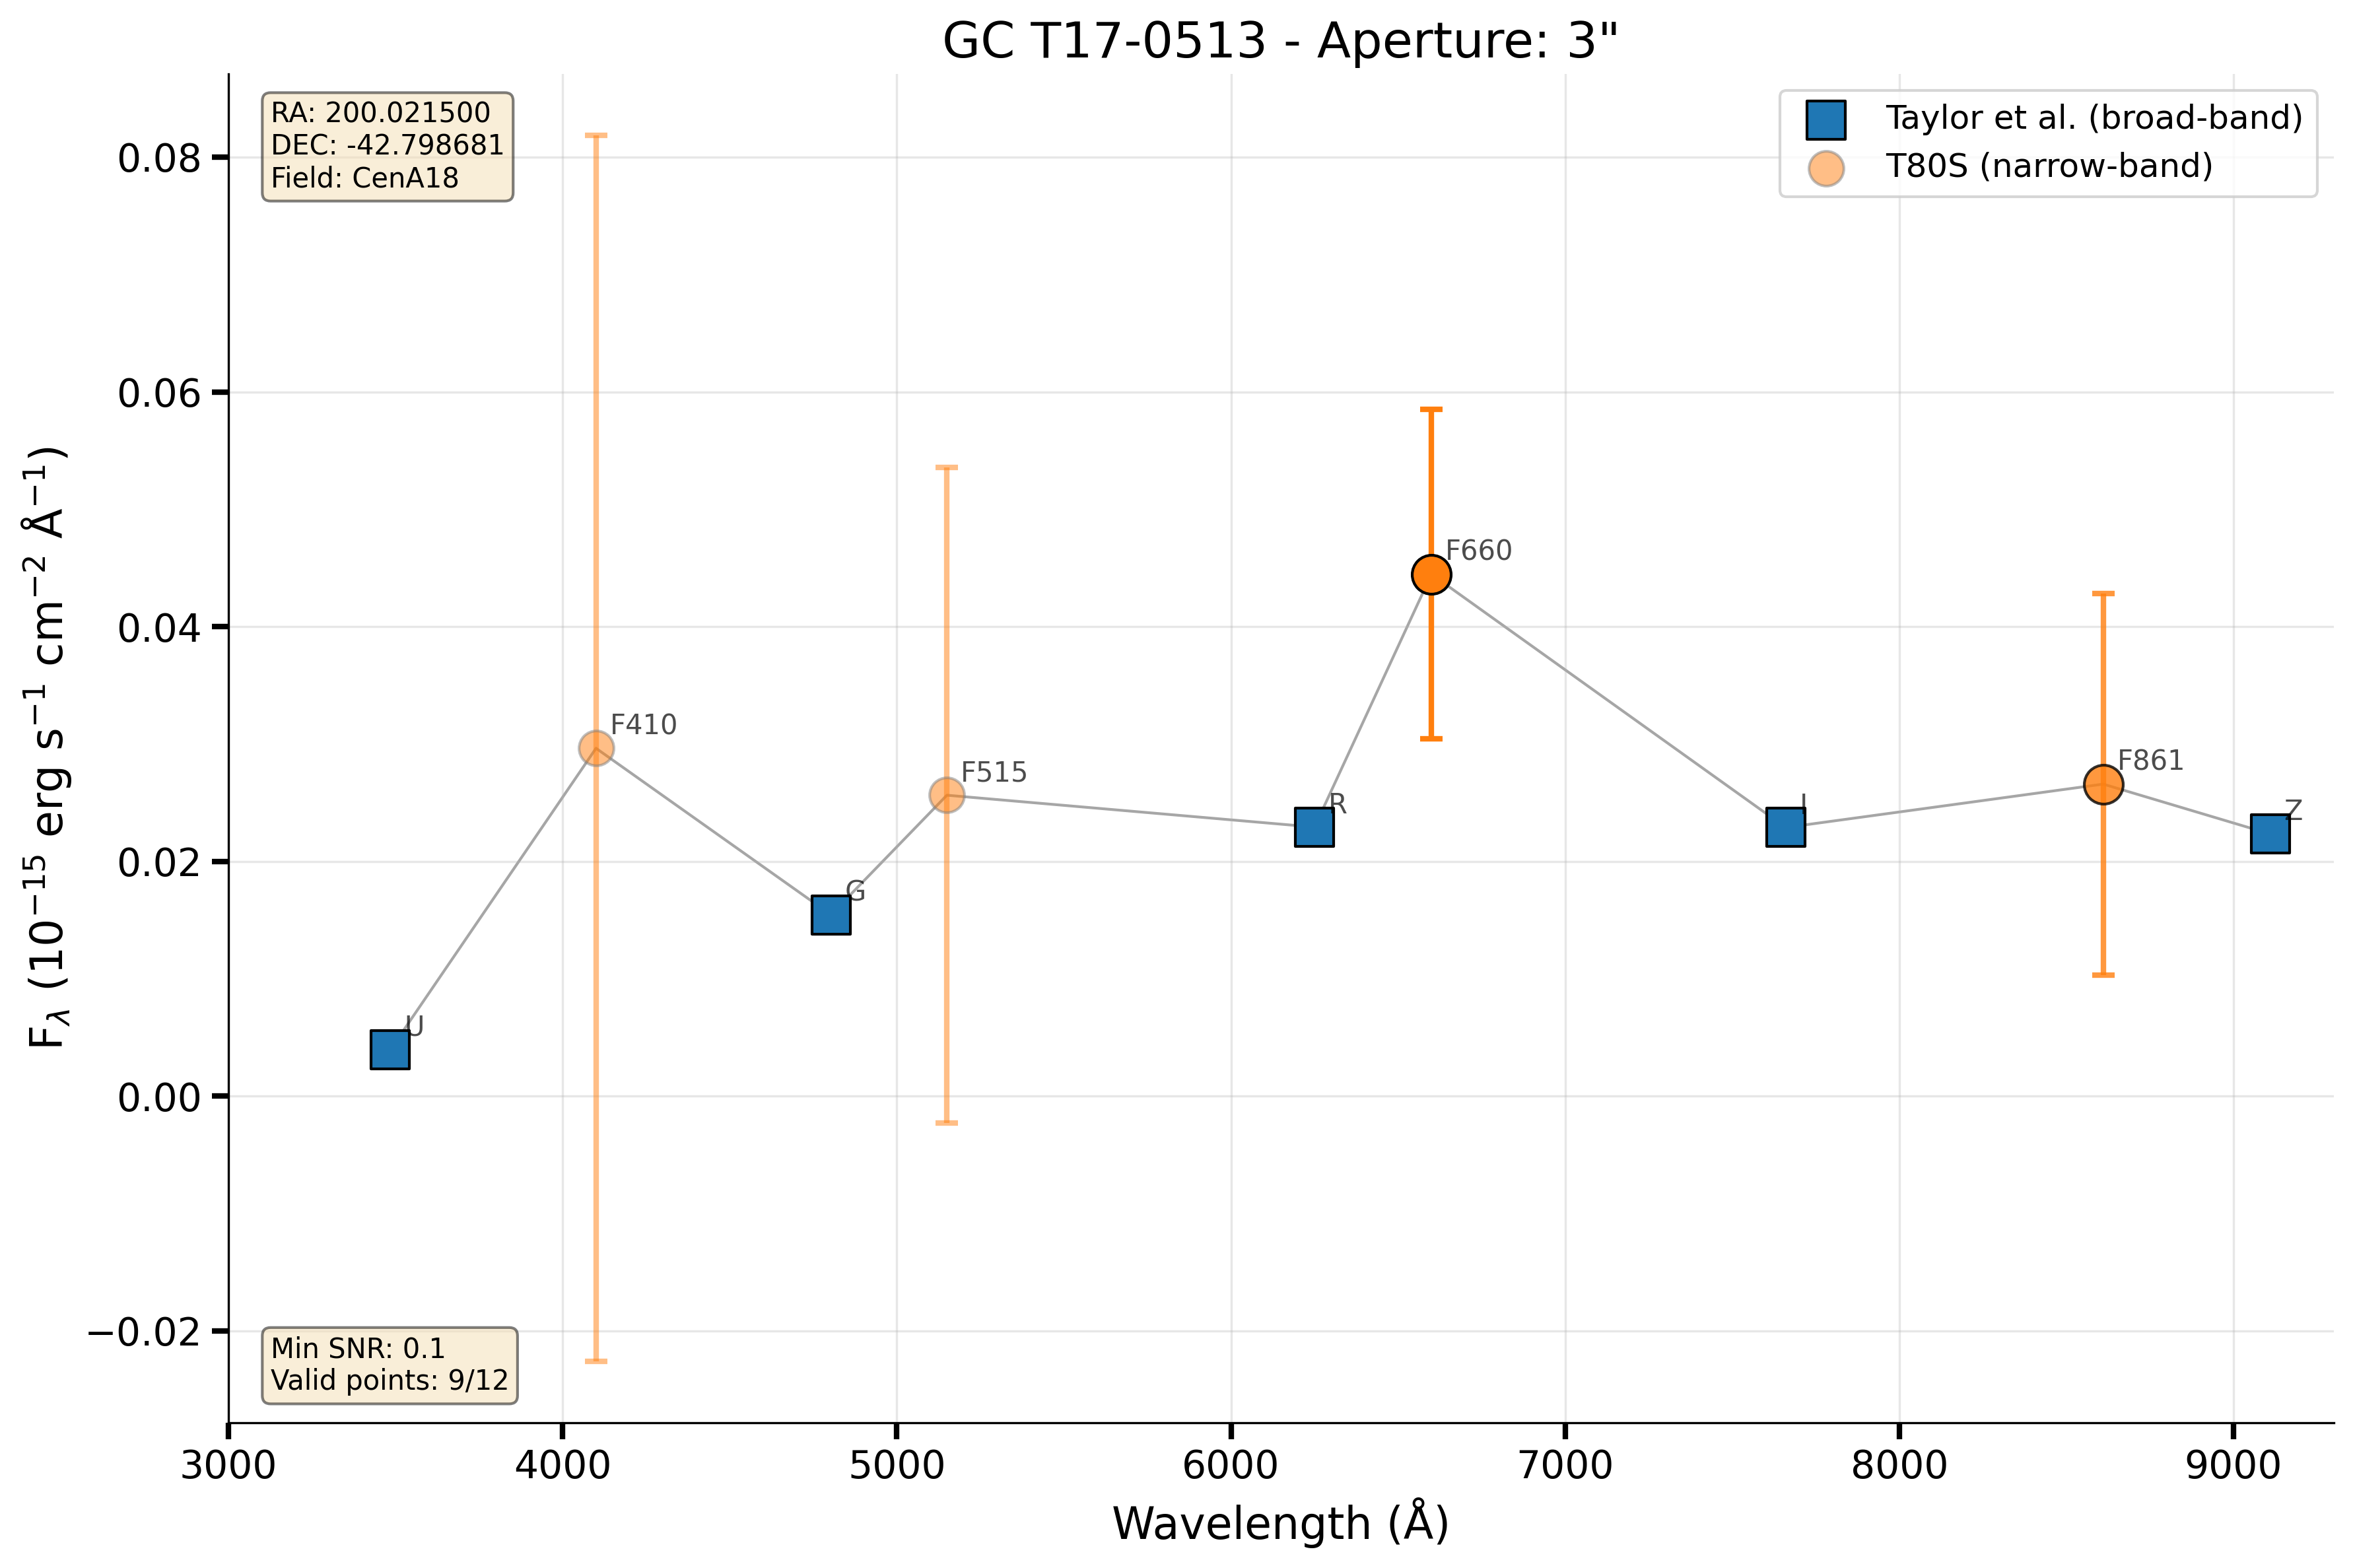 GC T17-0513 - Aperture: 3"
RA: 200.021500
DEC: -42.798681
Field: CenA18
Taylor et al. (broad-band)
T80S (narrow-band)
0.08
0.06
0.04
0.02
0.00
−0.02
F_λ (10⁻¹⁵ erg s⁻¹ cm⁻² Å⁻¹)
U
F410
G
F515
R
F660
I
F861
Z
Min SNR: 0.1
Valid points: 9/12
3000 4000 5000 6000 7000 8000 9000
Wavelength (Å)